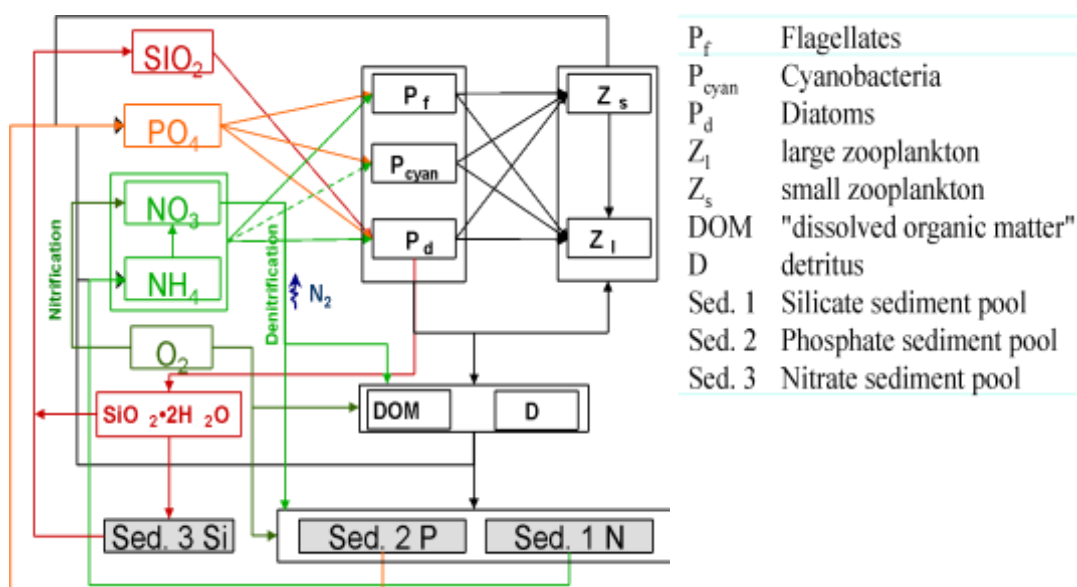 SIO2
PO4
NO3
NH4
O2
SiO 2•2H 2O
Nitrification
Denitrification
N2
P f
P cyan
P d
Z s
Z l
DOM
D
Sed. 3 Si
Sed. 2 P
Sed. 1 N
Pf Flagellates
Pcyan Cyanobacteria
Pd Diatoms
Zl large zooplankton
Zs small zooplankton
DOM "dissolved organic matter"
D detritus
Sed. 1 Silicate sediment pool
Sed. 2 Phosphate sediment pool
Sed. 3 Nitrate sediment pool